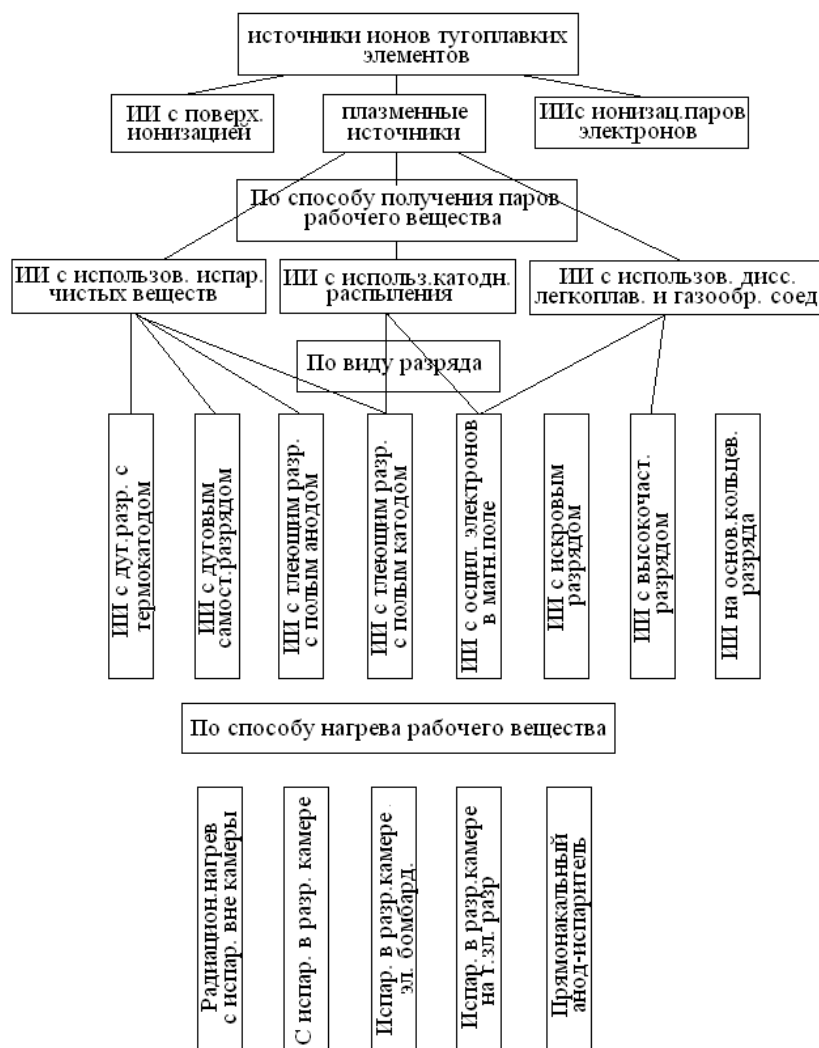 источники ионов тугоплавких
элементов
ИИ с поверх.
ионизацией
плазменные
источники
ИИс ионизац.паров
электронов
По способу получения паров
рабочего вещества
ИИ с использов. испар.
чистых веществ
ИИ с использ.катодн.
распыления
ИИ с использов. дисс.
легкоплав. и газообр. соед
По виду разряда
ИИ с дуг.разр. с
термокатодом
ИИ с дуговым
самост.разрядом
ИИ с тлеющим разр.
с полым анодом
ИИ с тлеющим разр.
с полым катодом
ИИ с осцил. электронов
в магн.поле
ИИ с искровым
разрядом
ИИ с высокочаст.
разрядом
ИИ на основ.кольцев.
разряда
По способу нагрева рабочего вещества
Радиацион.нагрев
с испар. вне камеры
С испар. в разр. камере
Испар. в разр.камере
эл. бомбард.
Испар. в разр.камере
на т.эл. разр
Прямонакальный
анод-испаритель